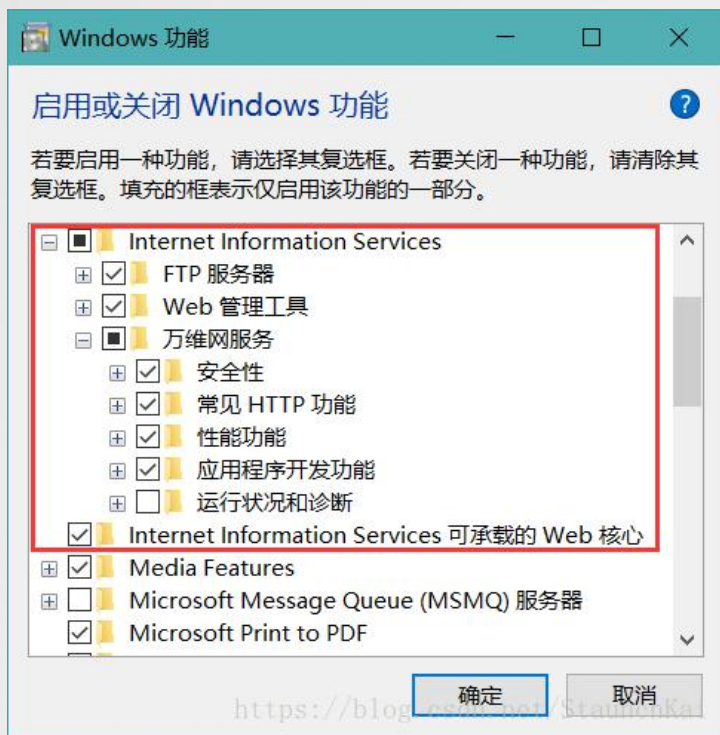 Windows 功能
启用或关闭 Windows 功能
?
若要启用一种功能，请选择其复选框。若要关闭一种功能，请清除其
复选框。填充的框表示仅启用该功能的一部分。
Internet Information Services
FTP 服务器
Web 管理工具
万维网服务
安全性
常见 HTTP 功能
性能功能
应用程序开发功能
运行状况和诊断
Internet Information Services 可承载的 Web 核心
Media Features
Microsoft Message Queue (MSMQ) 服务器
Microsoft Print to PDF
确定
取消
https://blog.csdn.net/StaunchKai